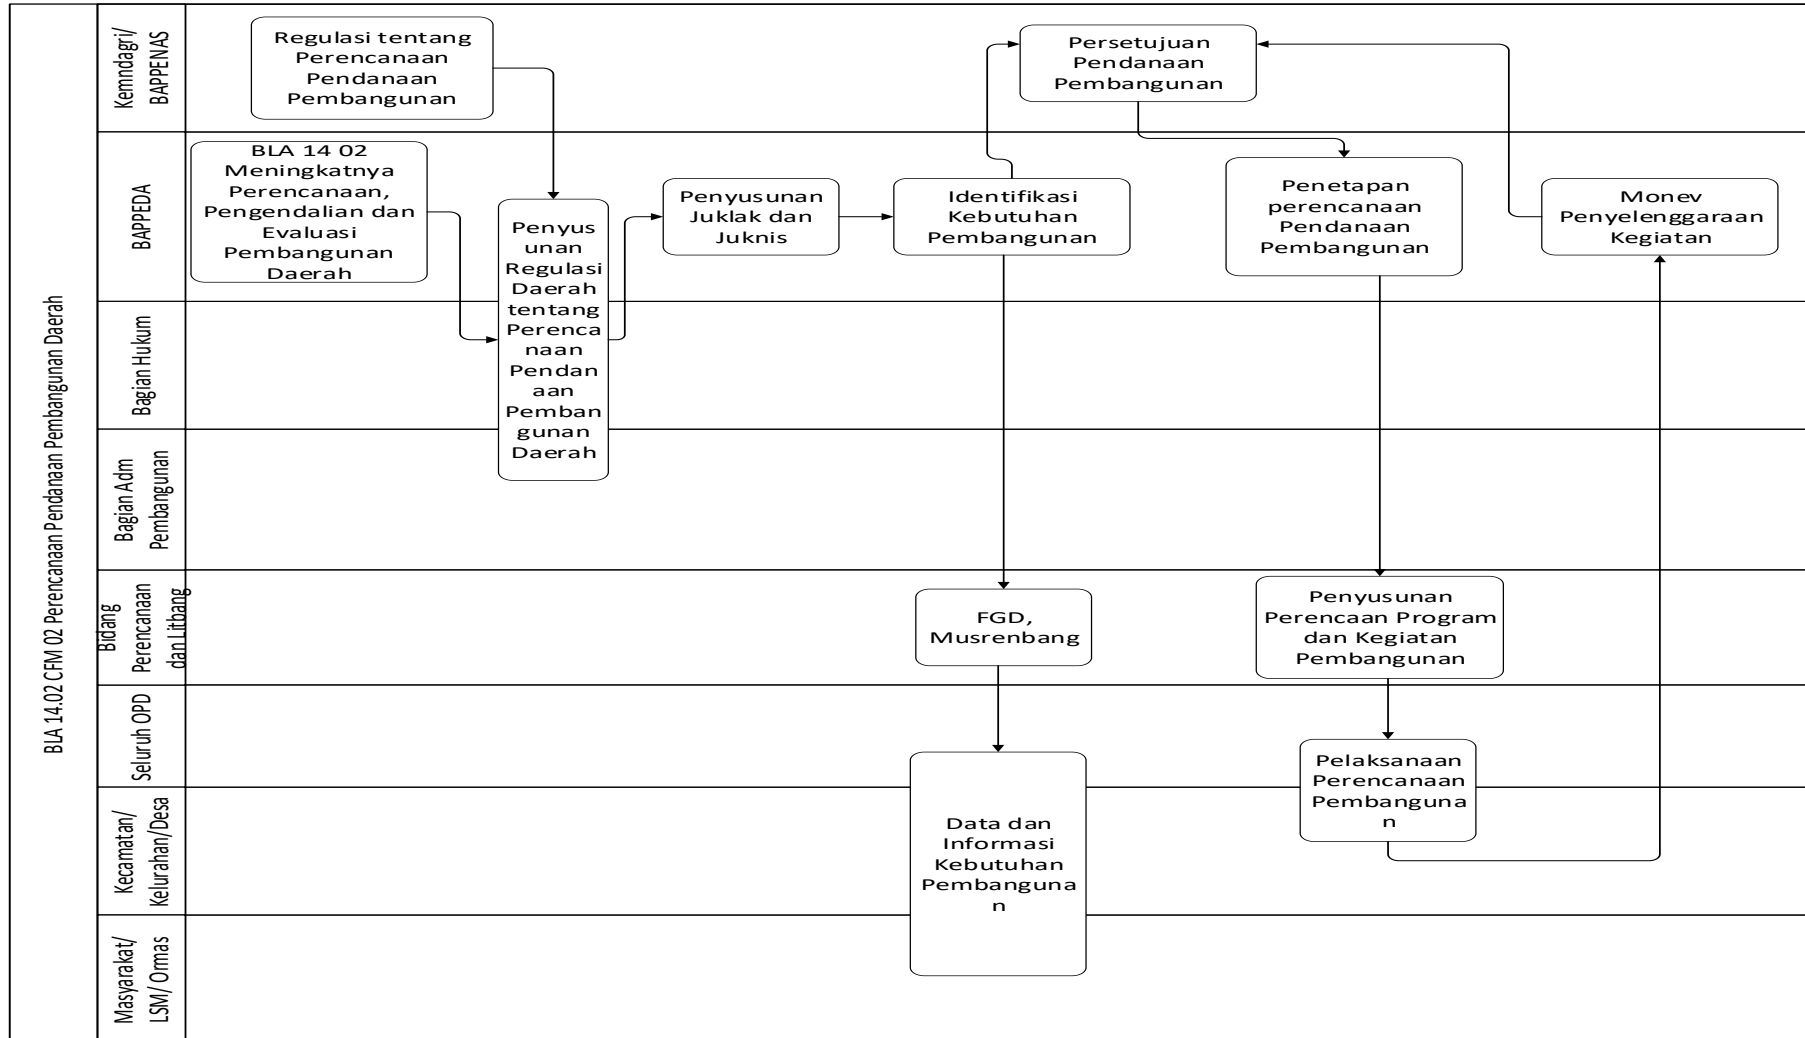 BLA 14.02 CFM 02 Perencanaan Pendanaan Pembangunan Daerah
Kemndagri/
BAPPENAS
Regulasi tentang
Perencanaan
Pendanaan
Pembangunan
Persetujuan
Pendanaan
Pembangunan
BAPPEDA
BLA 14 02
Meningkatnya
Perencanaan,
Pengendalian dan
Evaluasi
Pembangunan
Daerah
Penyus
unan
Regulasi
Daerah
tentang
Perenca
naan
Pendan
aan
Pemban
gunan
Daerah
Penyusunan
Juklak dan
Juknis
Identifikasi
Kebutuhan
Pembangunan
Penetapan
perencanaan
Pendanaan
Pembangunan
Monev
Penyelenggaraan
Kegiatan
Bagian Hukum
Bagian Adm
Pembangunan
Bidang
Perencanaan
dan Litbang
FGD,
Musrenbang
Penyusunan
Perencaan Program
dan Kegiatan
Pembangunan
Seluruh OPD
Pelaksanaan
Perencanaan
Pembanguna
n
Kecamatan/
Kelurahan/Desa
Data dan
Informasi
Kebutuhan
Pembanguna
n
Masyarakat/
LSM/ Ormas